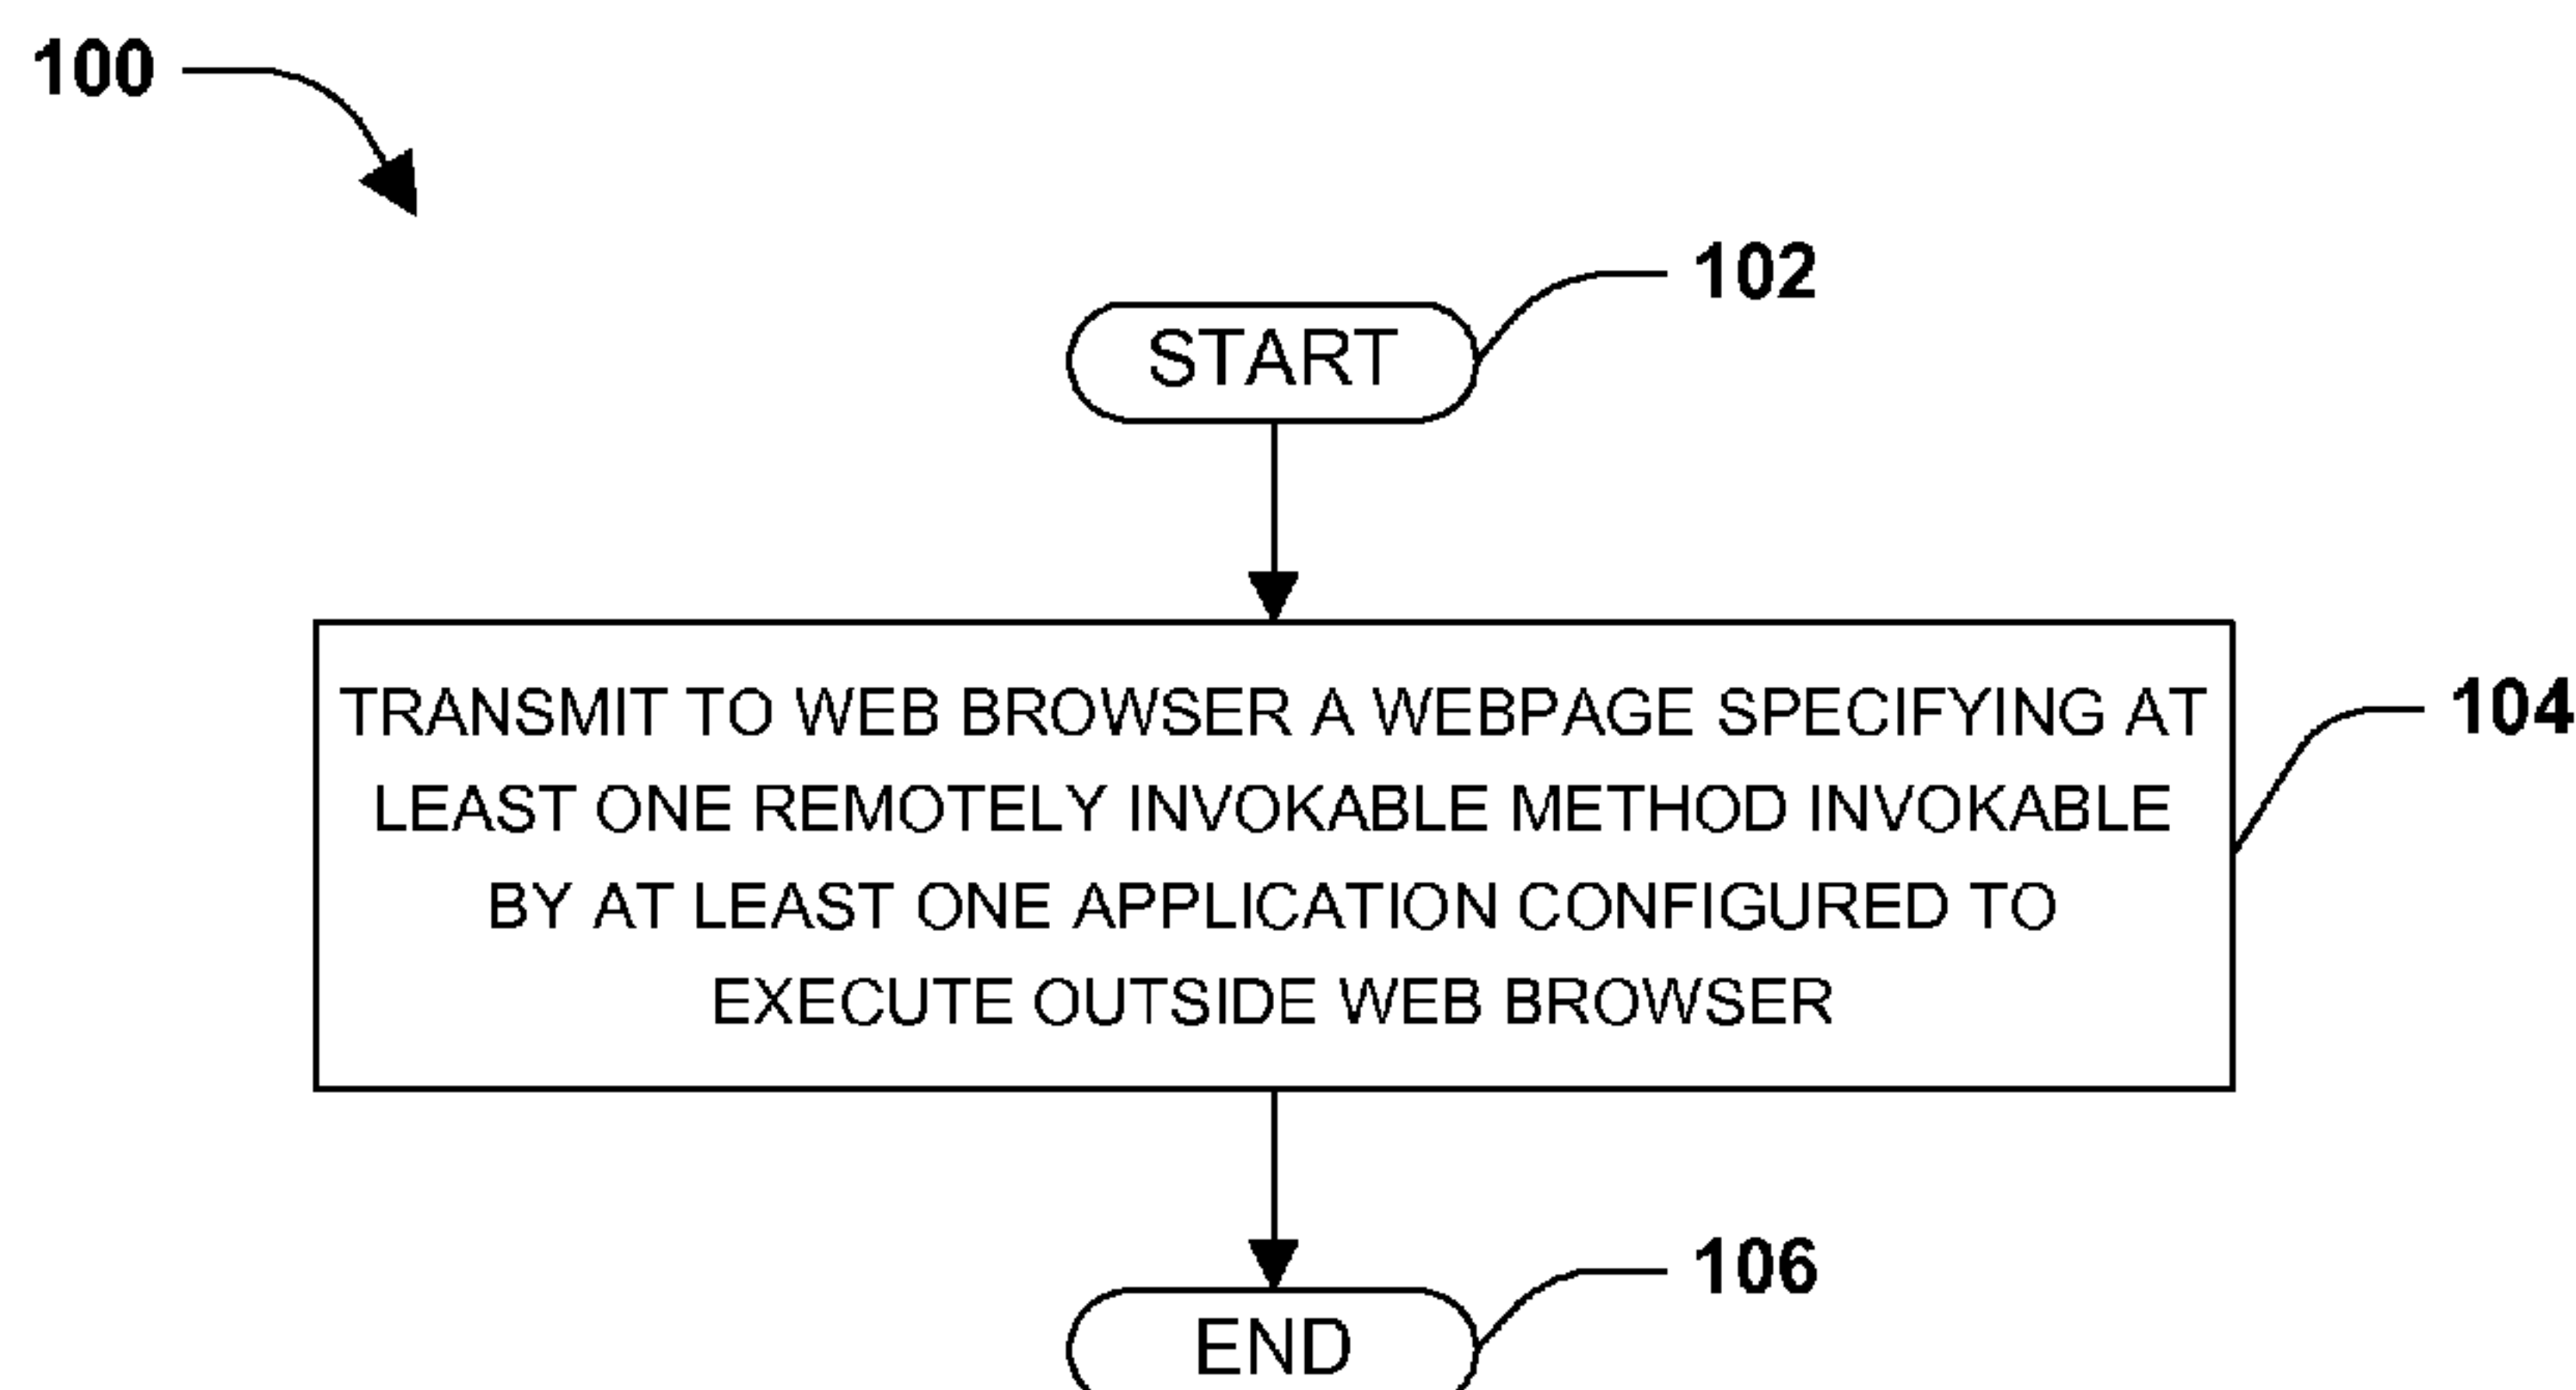 100
102
START
TRANSMIT TO WEB BROWSER A WEBPAGE SPECIFYING AT
LEAST ONE REMOTELY INVOKABLE METHOD INVOKABLE
BY AT LEAST ONE APPLICATION CONFIGURED TO
EXECUTE OUTSIDE WEB BROWSER
104
106
END